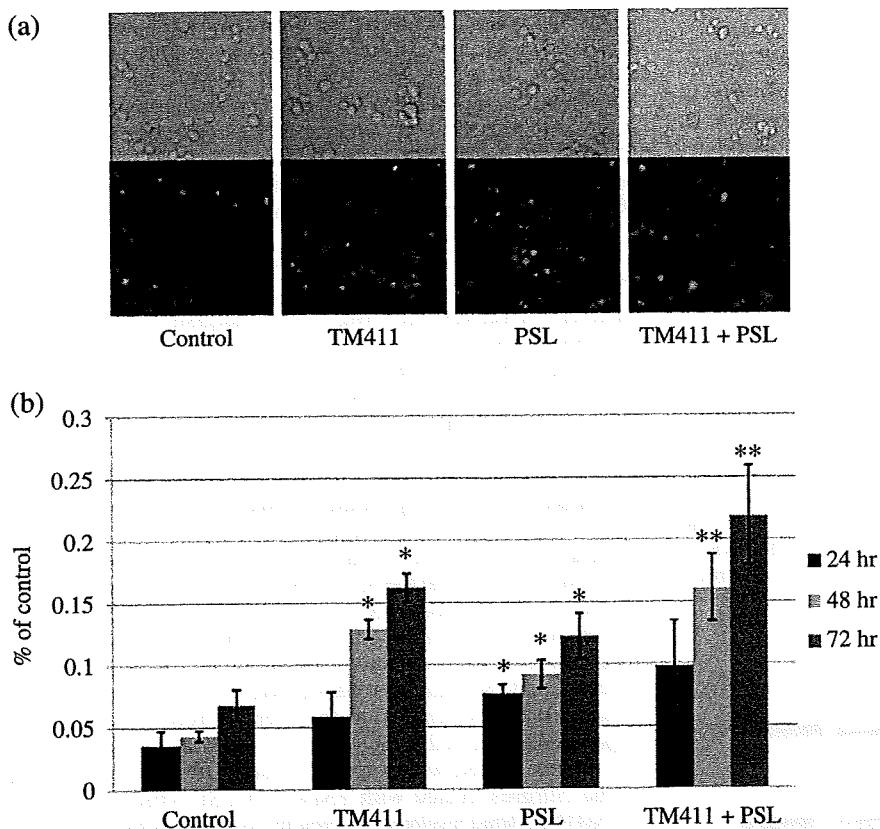 (a)
Control TM411 PSL TM411 + PSL
(b)
% of control
0.3
0.25
0.2
0.15
0.1
0.05
0
* * * * * ** **
24 hr
48 hr
72 hr
Control TM411 PSL TM411 + PSL